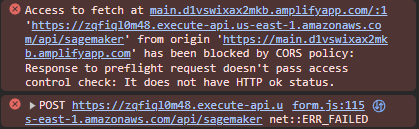 Access to fetch at main.d1vswixax2mkb.amplifyapp.com/:1
'https://zqfiql0m48.execute-api.us-east-1.amazonaws.co
m/api/sagemaker' from origin 'https://main.d1vswixax2mk
b.amplifyapp.com' has been blocked by CORS policy:
Response to preflight request doesn't pass access
control check: It does not have HTTP ok status.
▶ POST https://zqfiql0m48.execute-api.u form.js:115
s-east-1.amazonaws.com/api/sagemaker net::ERR_FAILED